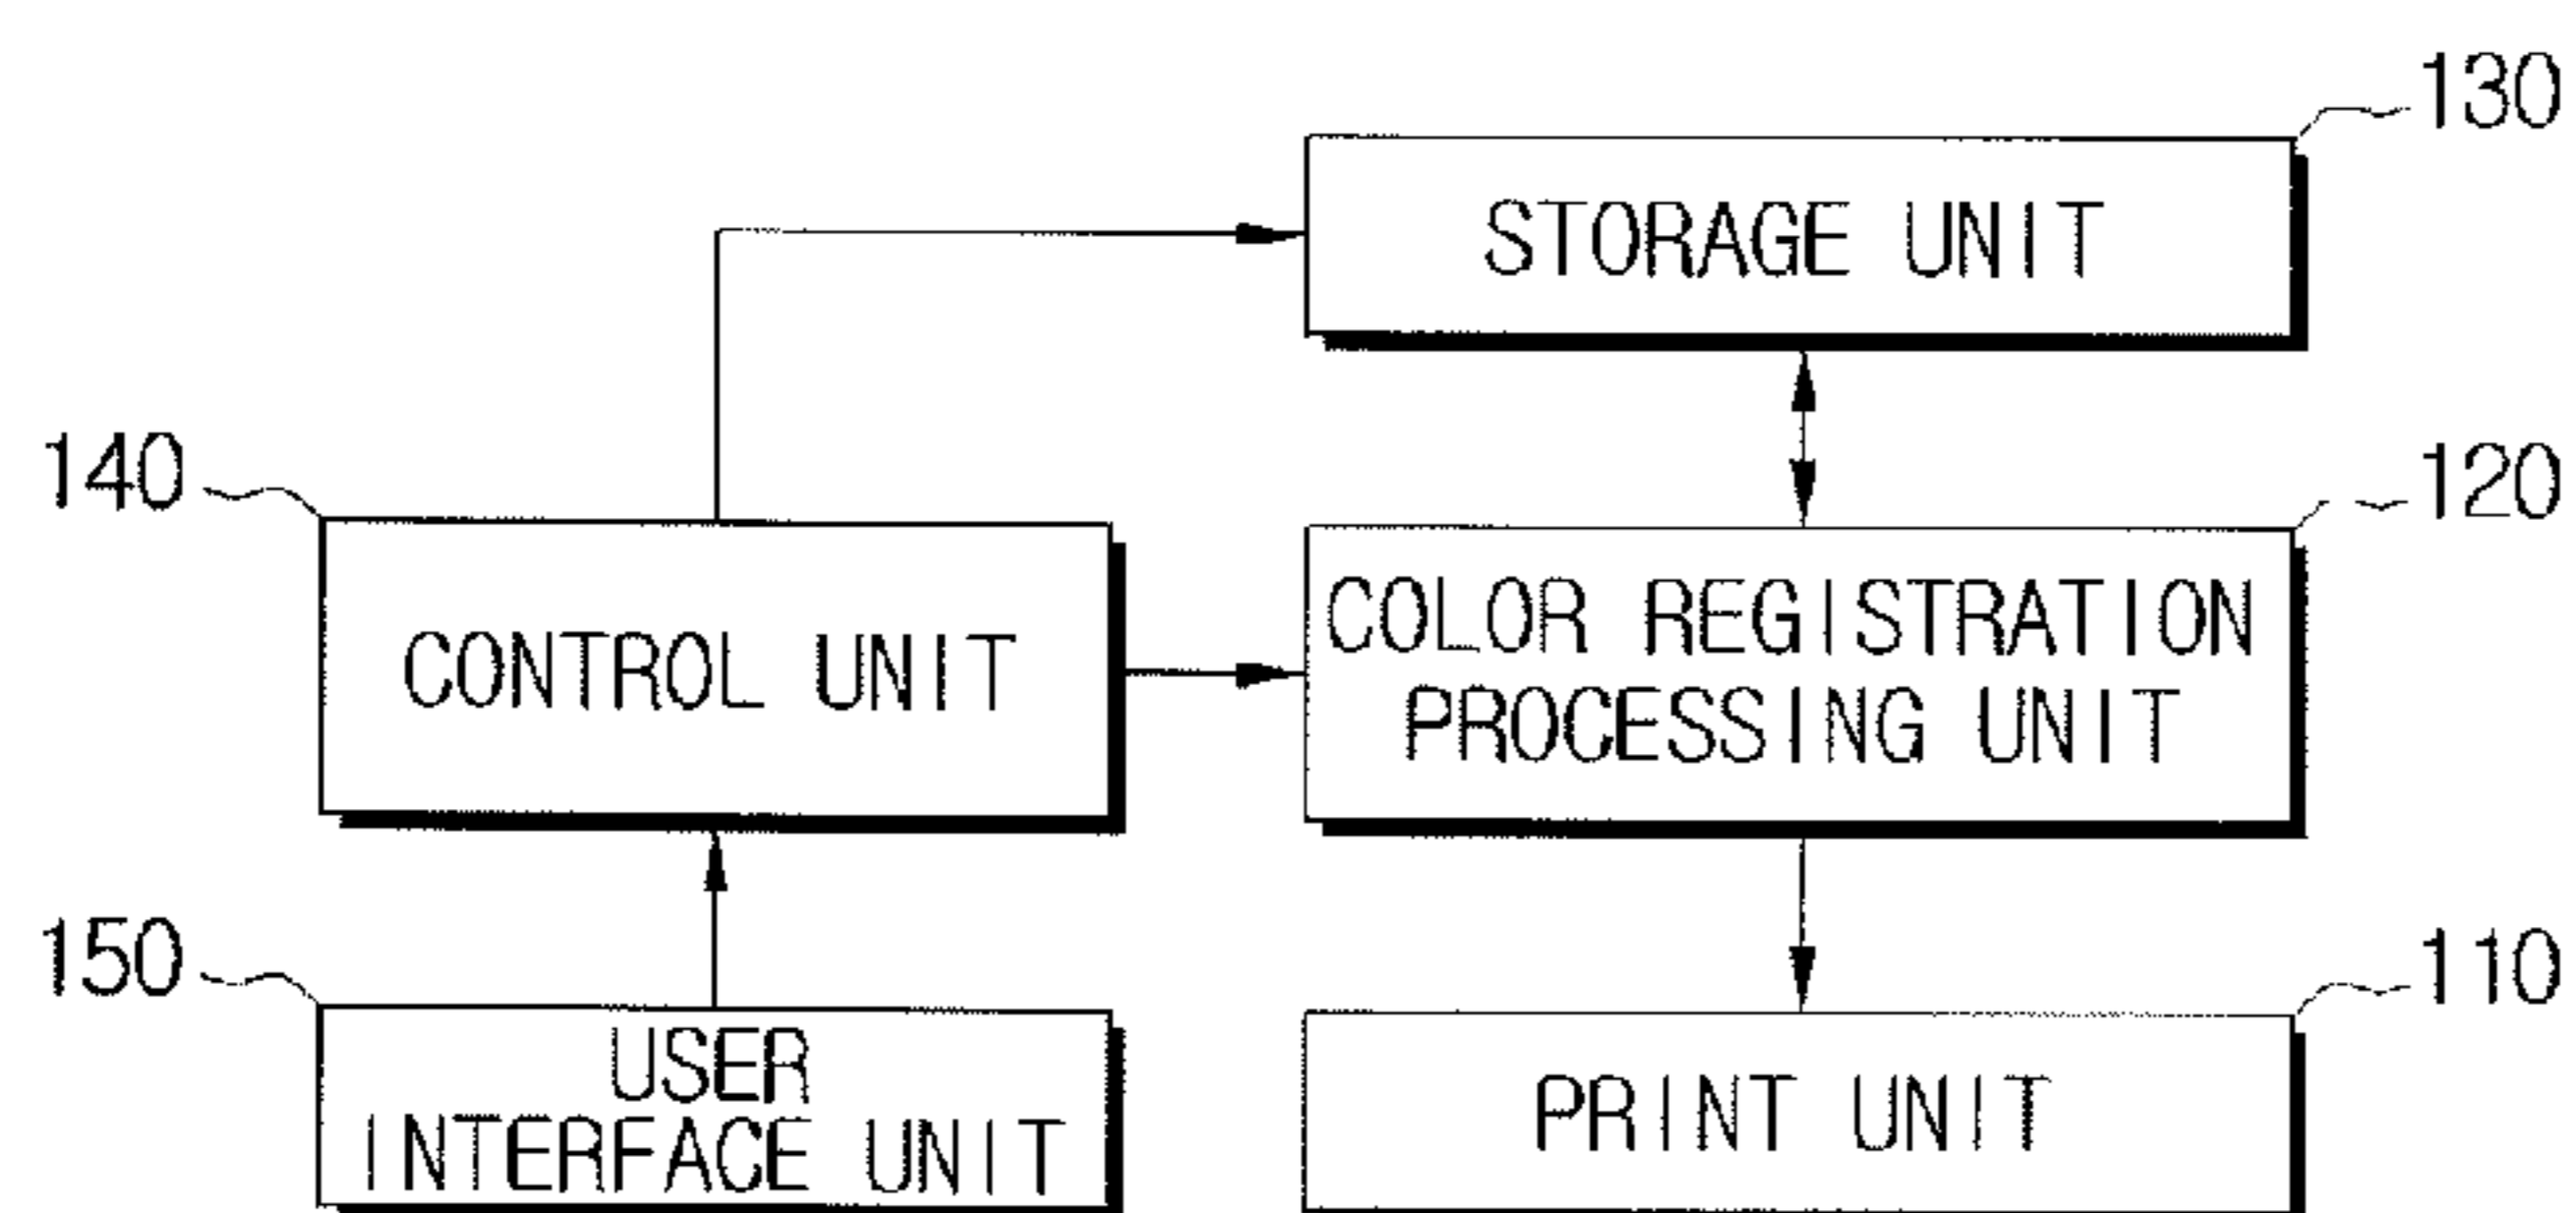 130
STORAGE UNIT
140
120
CONTROL UNIT
COLOR REGISTRATION
PROCESSING UNIT
150
110
USER
INTERFACE UNIT
PRINT UNIT